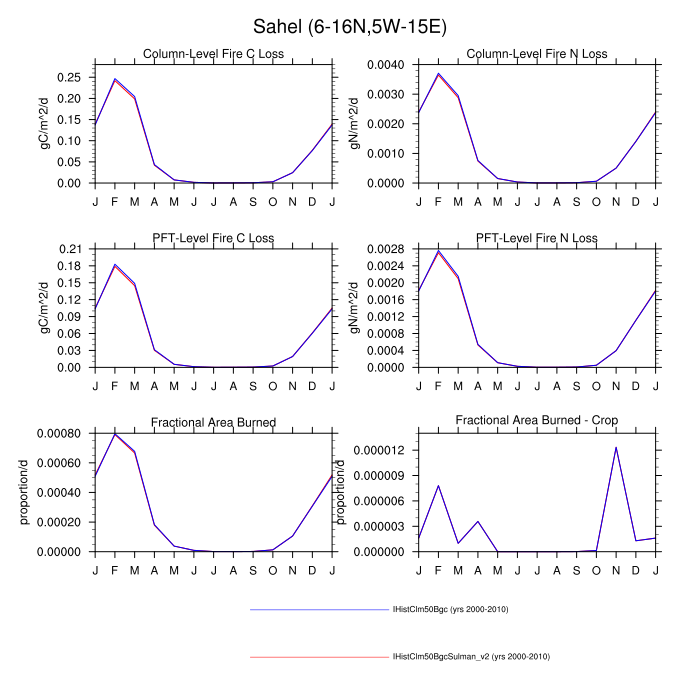 Sahel (6-16N,5W-15E)
Column-Level Fire C Loss
gC/m^2/d
0.25
0.20
0.15
0.10
0.05
0.00
J F M A M J J A S O N D J
Column-Level Fire N Loss
gN/m^2/d
0.0040
0.0030
0.0020
0.0010
0.0000
J F M A M J J A S O N D J
PFT-Level Fire C Loss
gC/m^2/d
0.21
0.18
0.15
0.12
0.09
0.06
0.03
0.00
J F M A M J J A S O N D J
PFT-Level Fire N Loss
gN/m^2/d
0.0028
0.0024
0.0020
0.0016
0.0012
0.0008
0.0004
0.0000
J F M A M J J A S O N D J
Fractional Area Burned
proportion/d
0.00080
0.00060
0.00040
0.00020
0.00000
J F M A M J J A S O N D J
Fractional Area Burned - Crop
proportion/d
0.000012
0.000009
0.000006
0.000003
0.000000
J F M A M J J A S O N D J
IHistClm50Bgc (yrs 2000-2010)
IHistClm50BgcSulman_v2 (yrs 2000-2010)